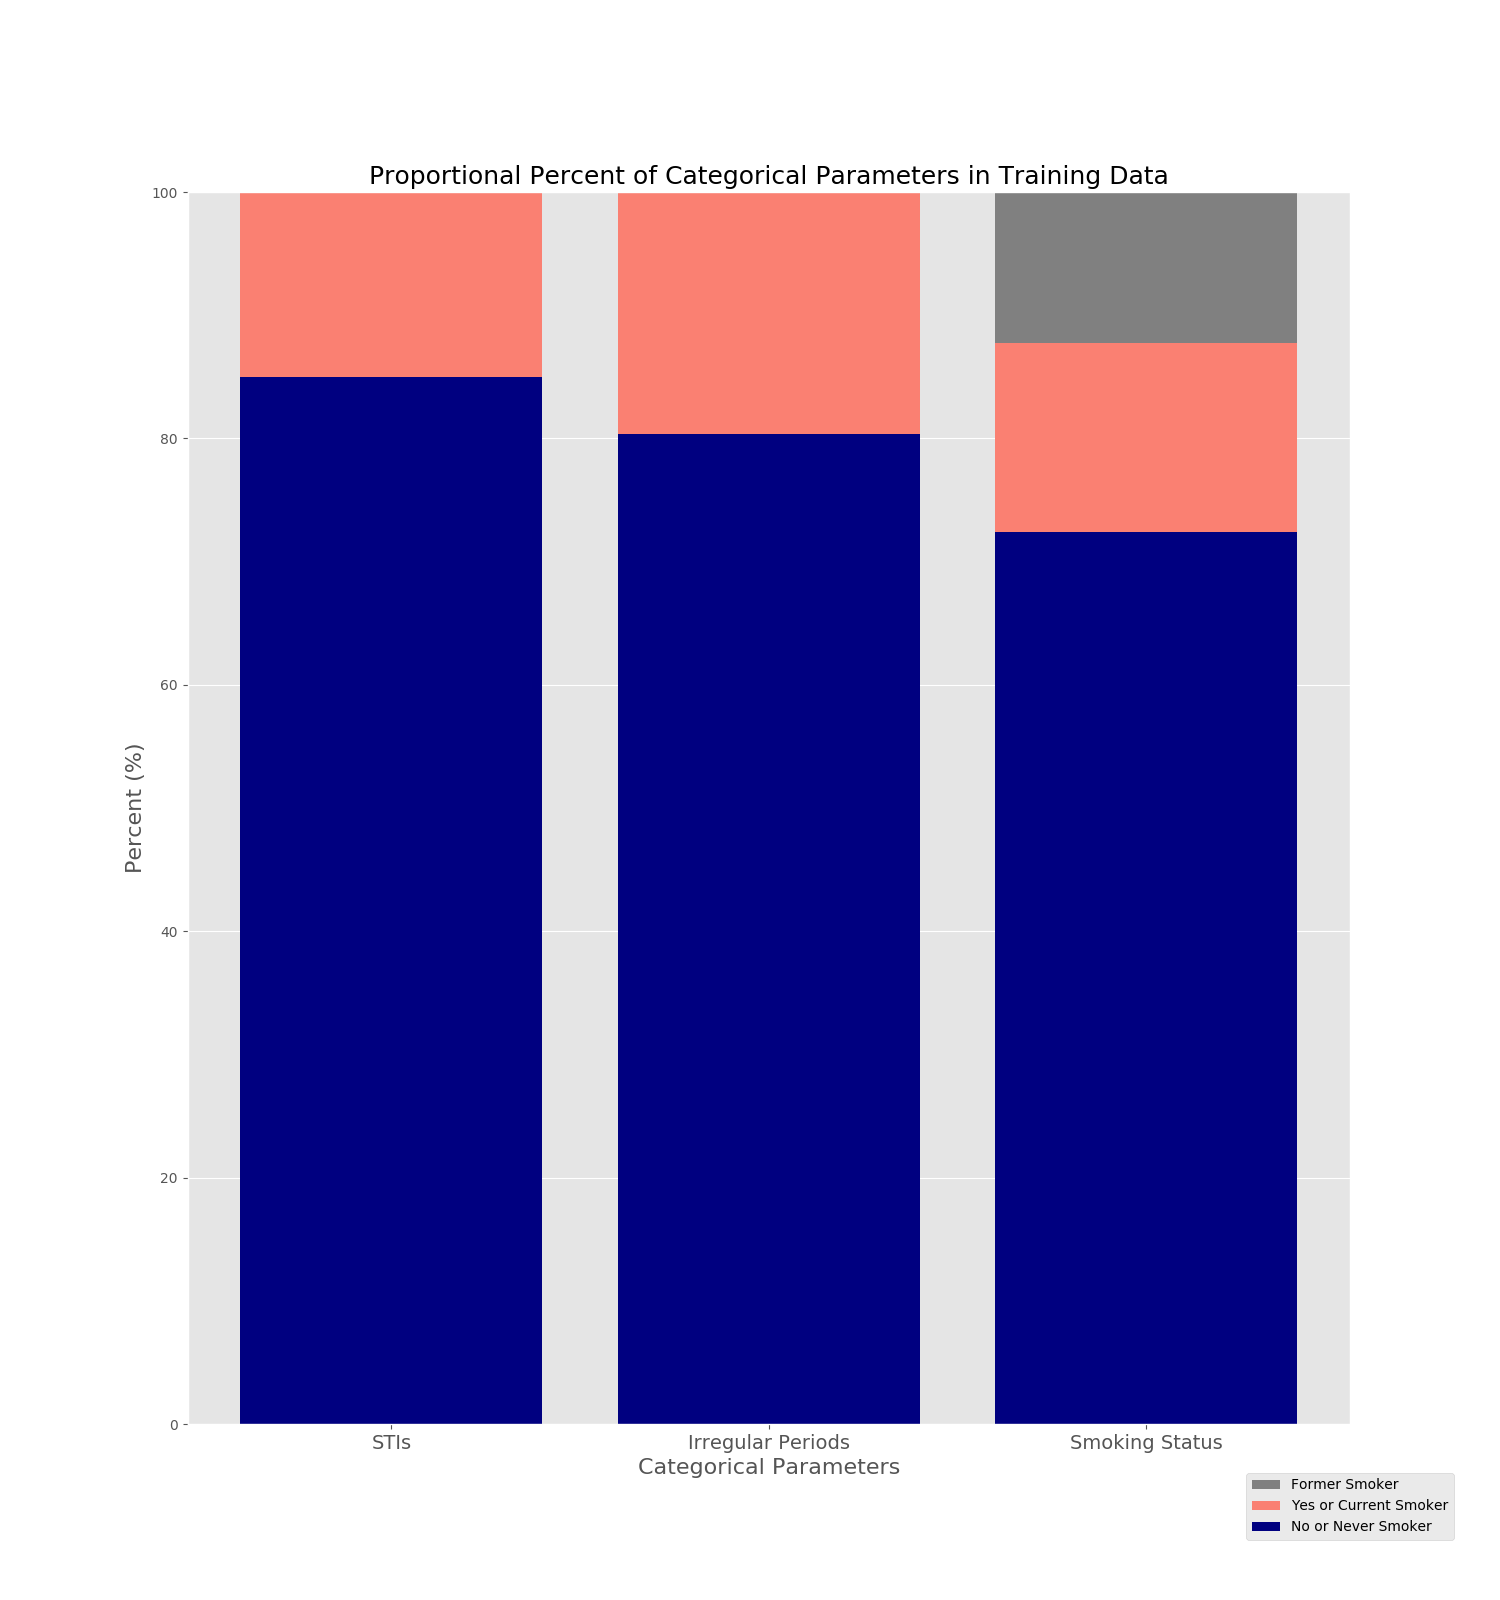 Proportional Percent of Categorical Parameters in Training Data
100
80
60
40
20
0
Percent (%)
STIs
Irregular Periods
Smoking Status
Categorical Parameters
Former Smoker
Yes or Current Smoker
No or Never Smoker